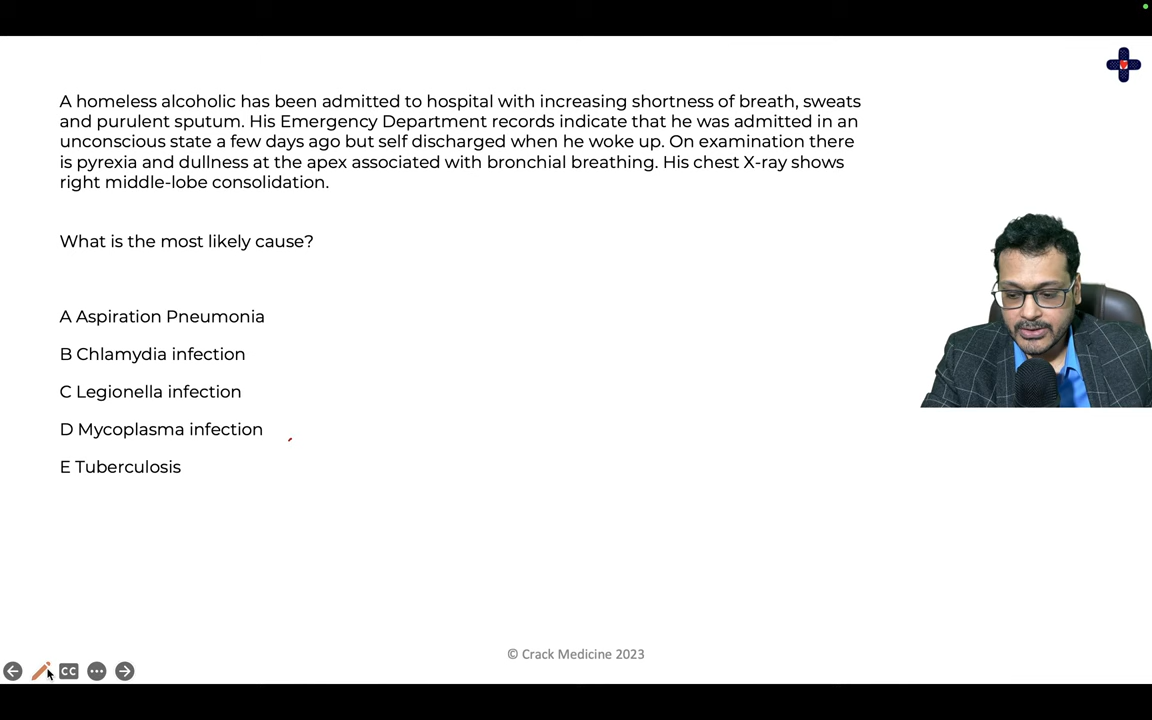 A homeless alcoholic has been admitted to hospital with increasing shortness of breath, sweats
and purulent sputum. His Emergency Department records indicate that he was admitted in an
unconscious state a few days ago but self discharged when he woke up. On examination there
is pyrexia and dullness at the apex associated with bronchial breathing. His chest X-ray shows
right middle-lobe consolidation.
What is the most likely cause?
A Aspiration Pneumonia
B Chlamydia infection
C Legionella infection
D Mycoplasma infection
E Tuberculosis
© Crack Medicine 2023
CC